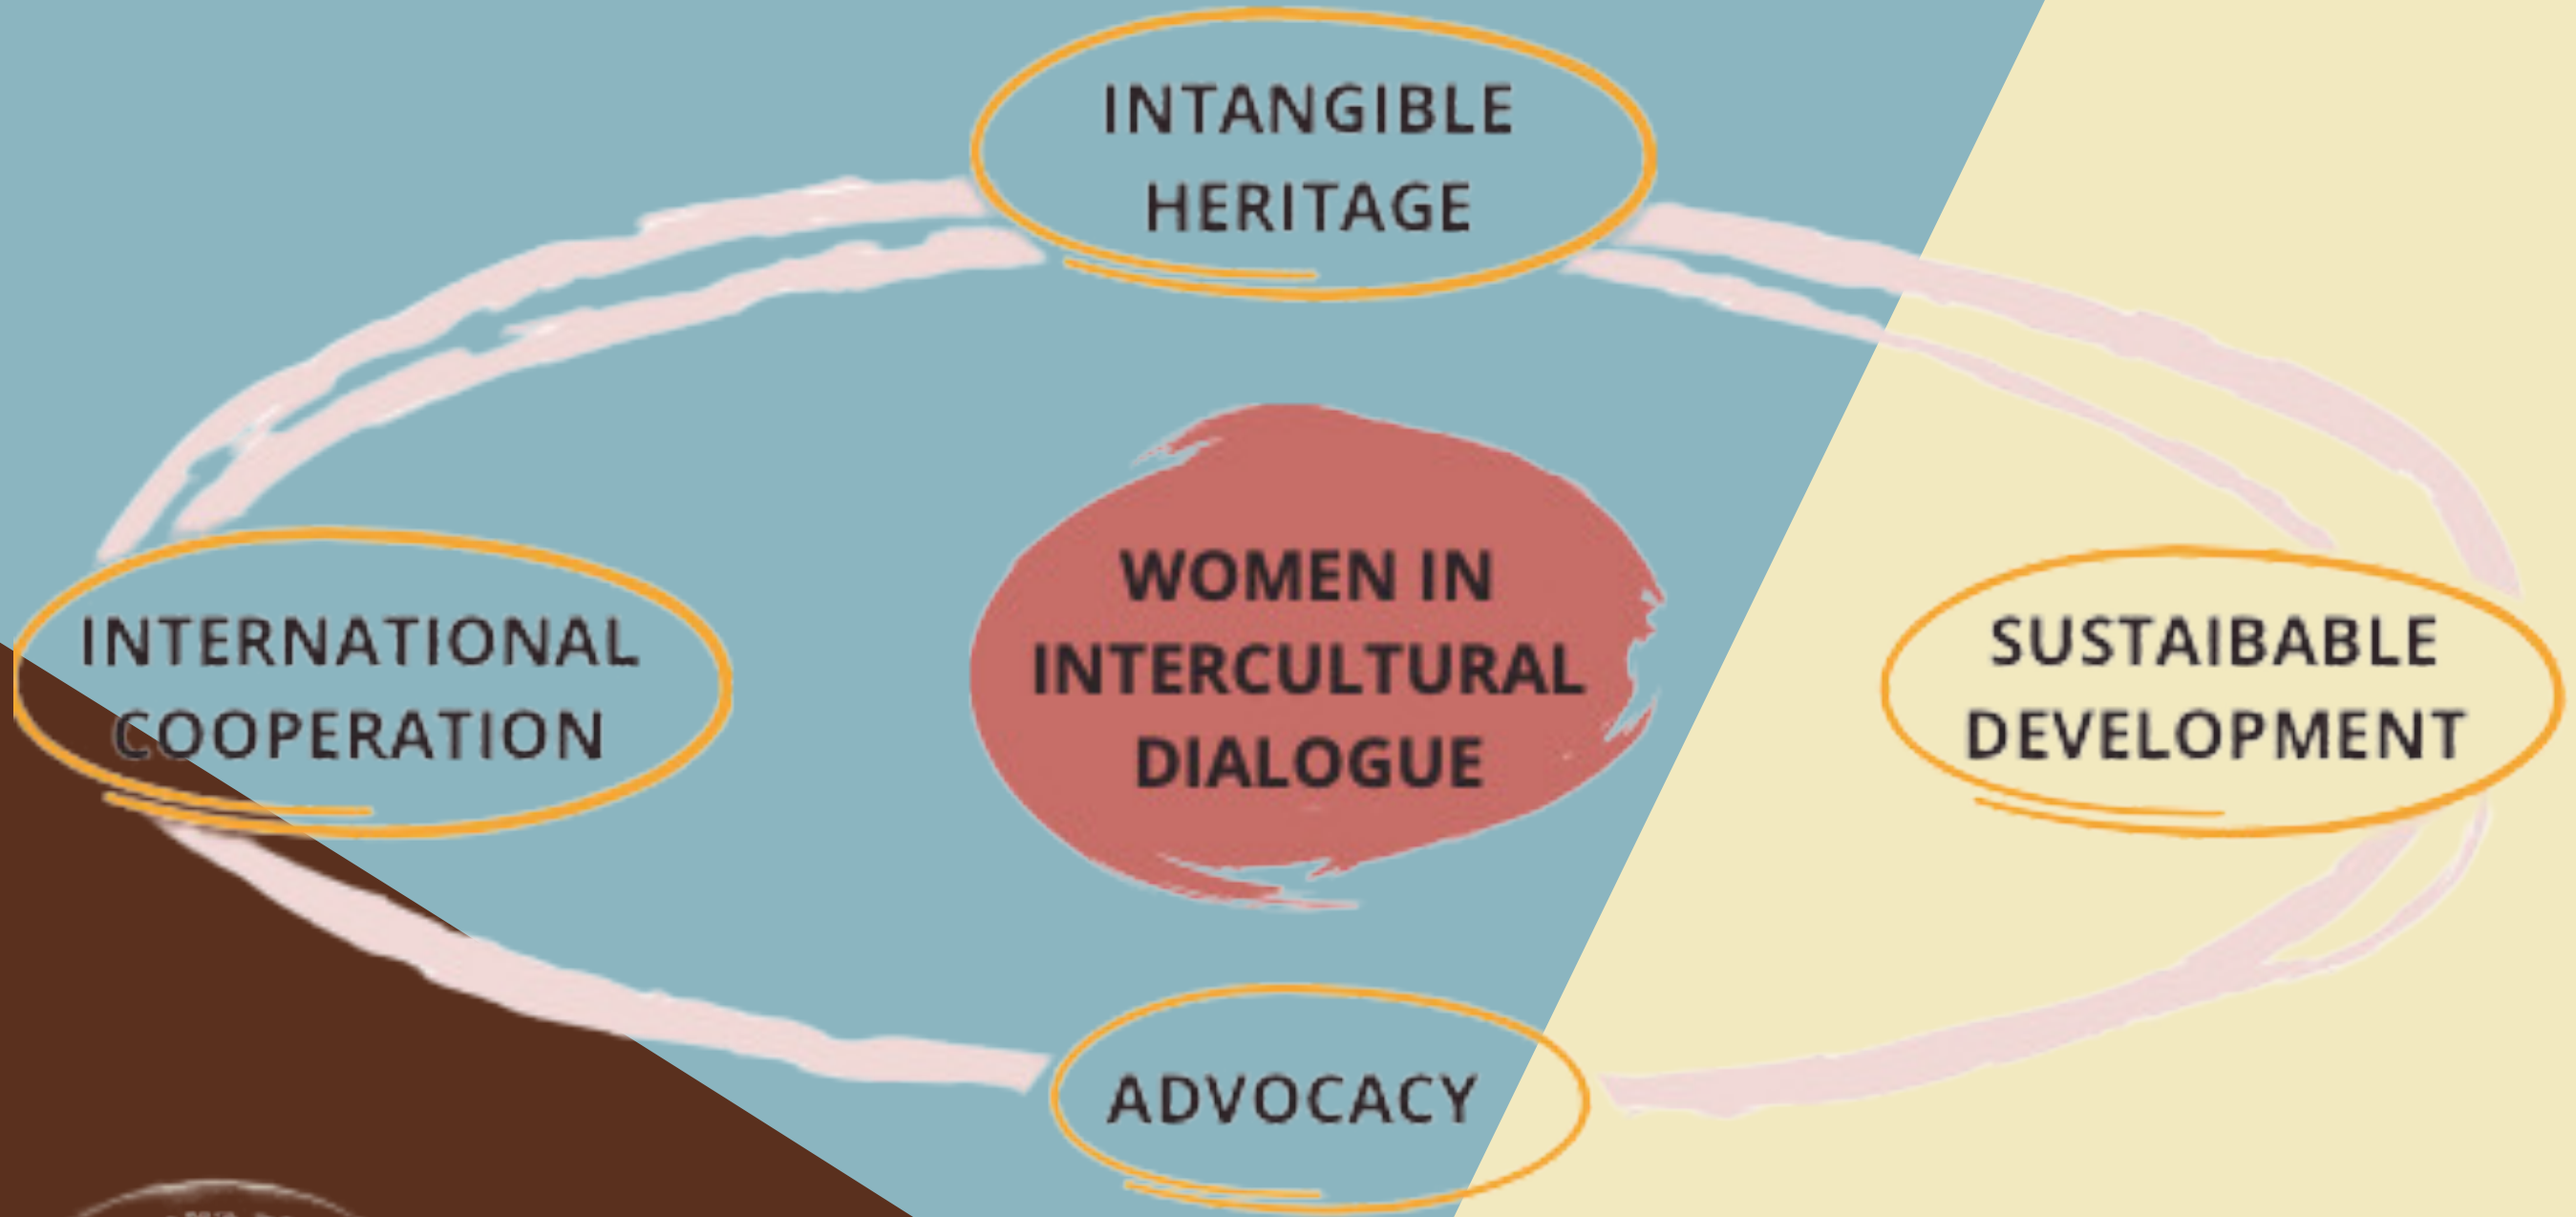 INTANGIBLE
HERITAGE
WOMEN IN
INTERCULTURAL
DIALOGUE
INTERNATIONAL
COOPERATION
SUSTAIBABLE
DEVELOPMENT
ADVOCACY